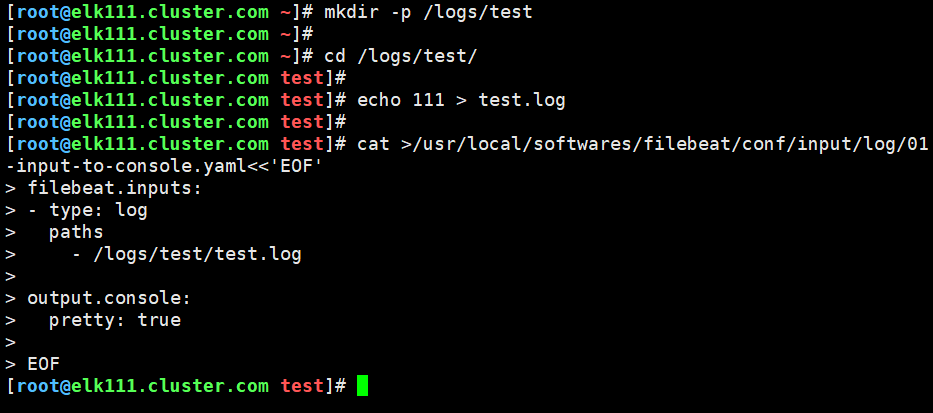 [root@elk111.cluster.com ~]# mkdir -p /logs/test
[root@elk111.cluster.com ~]#
[root@elk111.cluster.com ~]# cd /logs/test/
[root@elk111.cluster.com test]#
[root@elk111.cluster.com test]# echo 111 > test.log
[root@elk111.cluster.com test]#
[root@elk111.cluster.com test]# cat >/usr/local/softwares/filebeat/conf/input/log/01
-input-to-console.yaml<<'EOF'
> filebeat.inputs:
> - type: log
>   paths
>     - /logs/test/test.log
>
> output.console:
>   pretty: true
>
> EOF
[root@elk111.cluster.com test]#